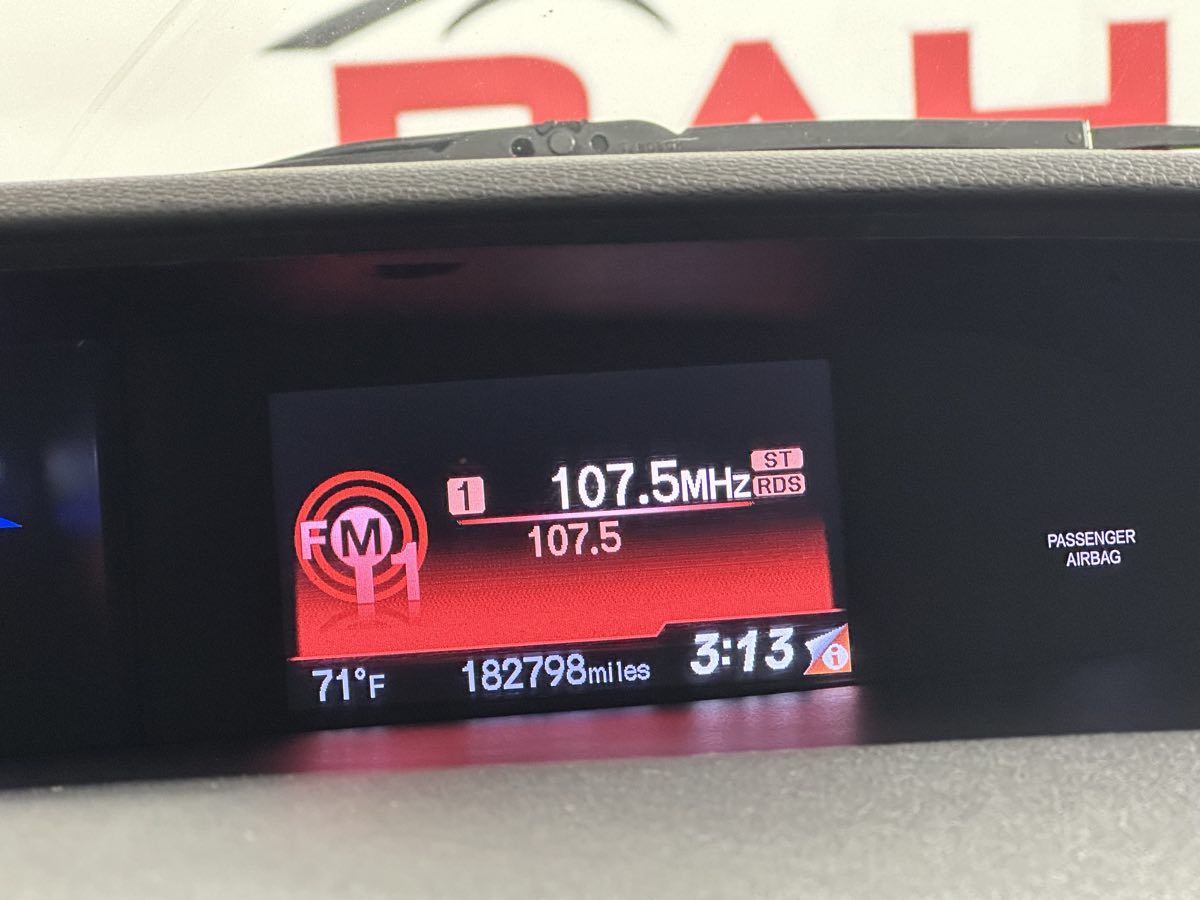 1 107.5MHz ST
RDS
FM
1
107.5
PASSENGER
AIRBAG
71°F 182798miles 3:13 i